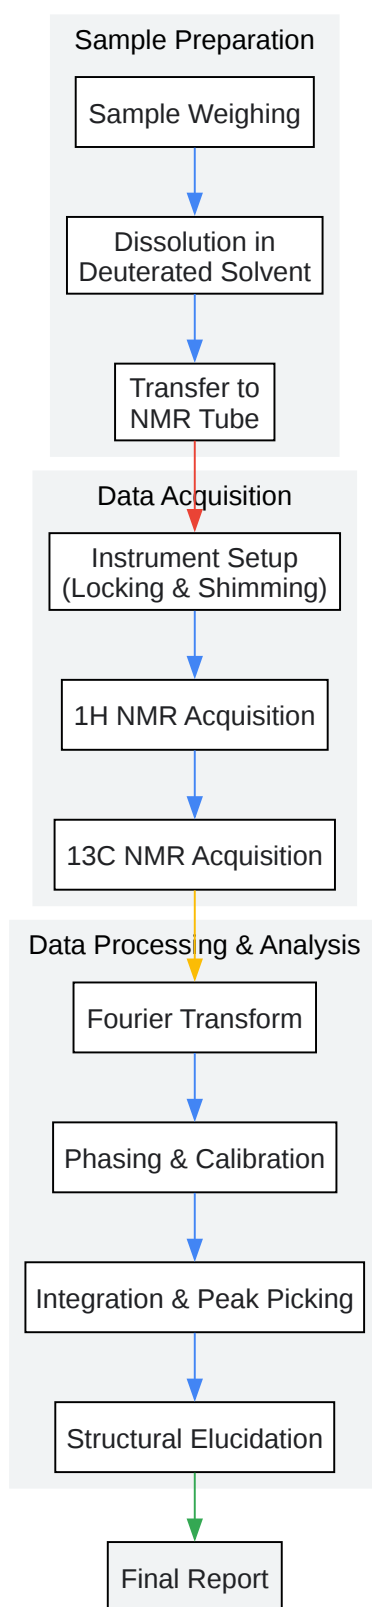 Sample Preparation
Sample Weighing
Dissolution in
Deuterated Solvent
Transfer to
NMR Tube
Data Acquisition
Instrument Setup
(Locking & Shimming)
1H NMR Acquisition
13C NMR Acquisition
Data Processing & Analysis
Fourier Transform
Phasing & Calibration
Integration & Peak Picking
Structural Elucidation
Final Report